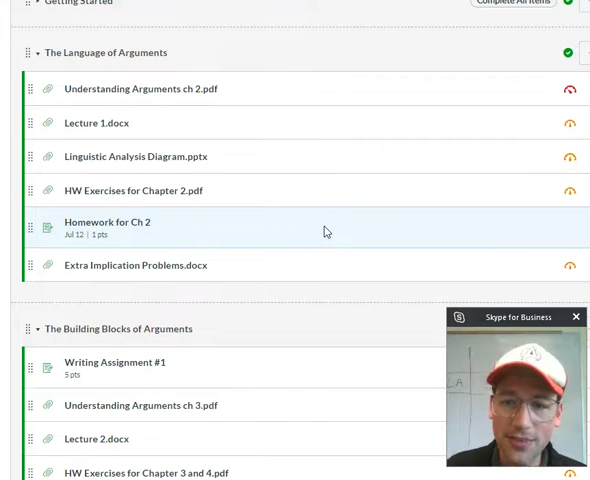 Getting Started
Complete All Items
The Language of Arguments
Understanding Arguments ch 2.pdf
Lecture 1.docx
Linguistic Analysis Diagram.pptx
HW Exercises for Chapter 2.pdf
Homework for Ch 2
Jul 12 | 1 pts
Extra Implication Problems.docx
The Building Blocks of Arguments
Writing Assignment #1
5 pts
Understanding Arguments ch 3.pdf
Lecture 2.docx
HW Exercises for Chapter 3 and 4.pdf
Skype for Business
LA